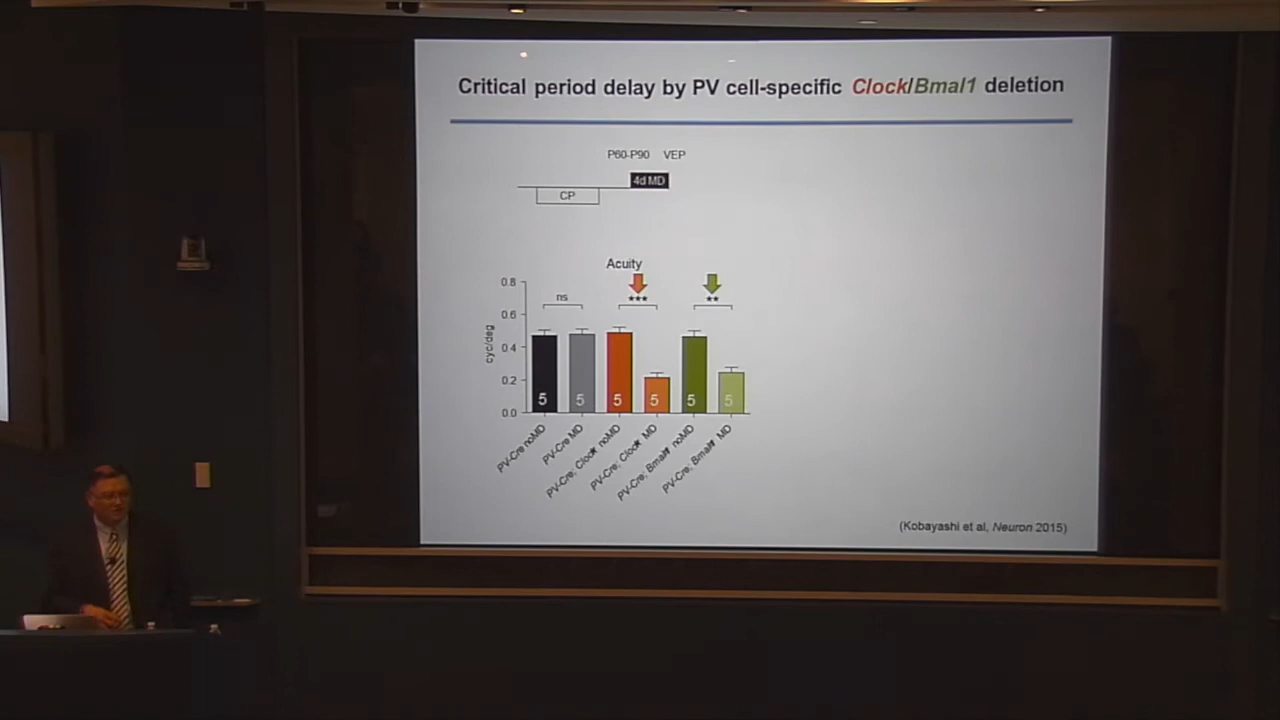 Critical period delay by PV cell-specific Clock/Bmal1 deletion
P60-P90 VEP
4d MD
CP
Acuity
0.8
0.6
0.4
0.2
0.0
cyc/deg
ns
***
**
5 5 5 5 5 5
PV-Cre noMD
PV-Cre MD
PV-Cre; Clock noMD
PV-Cre; Clock MD
PV-Cre; Bmal noMD
PV-Cre; Bmal MD
(Kobayashi et al, Neuron 2015)